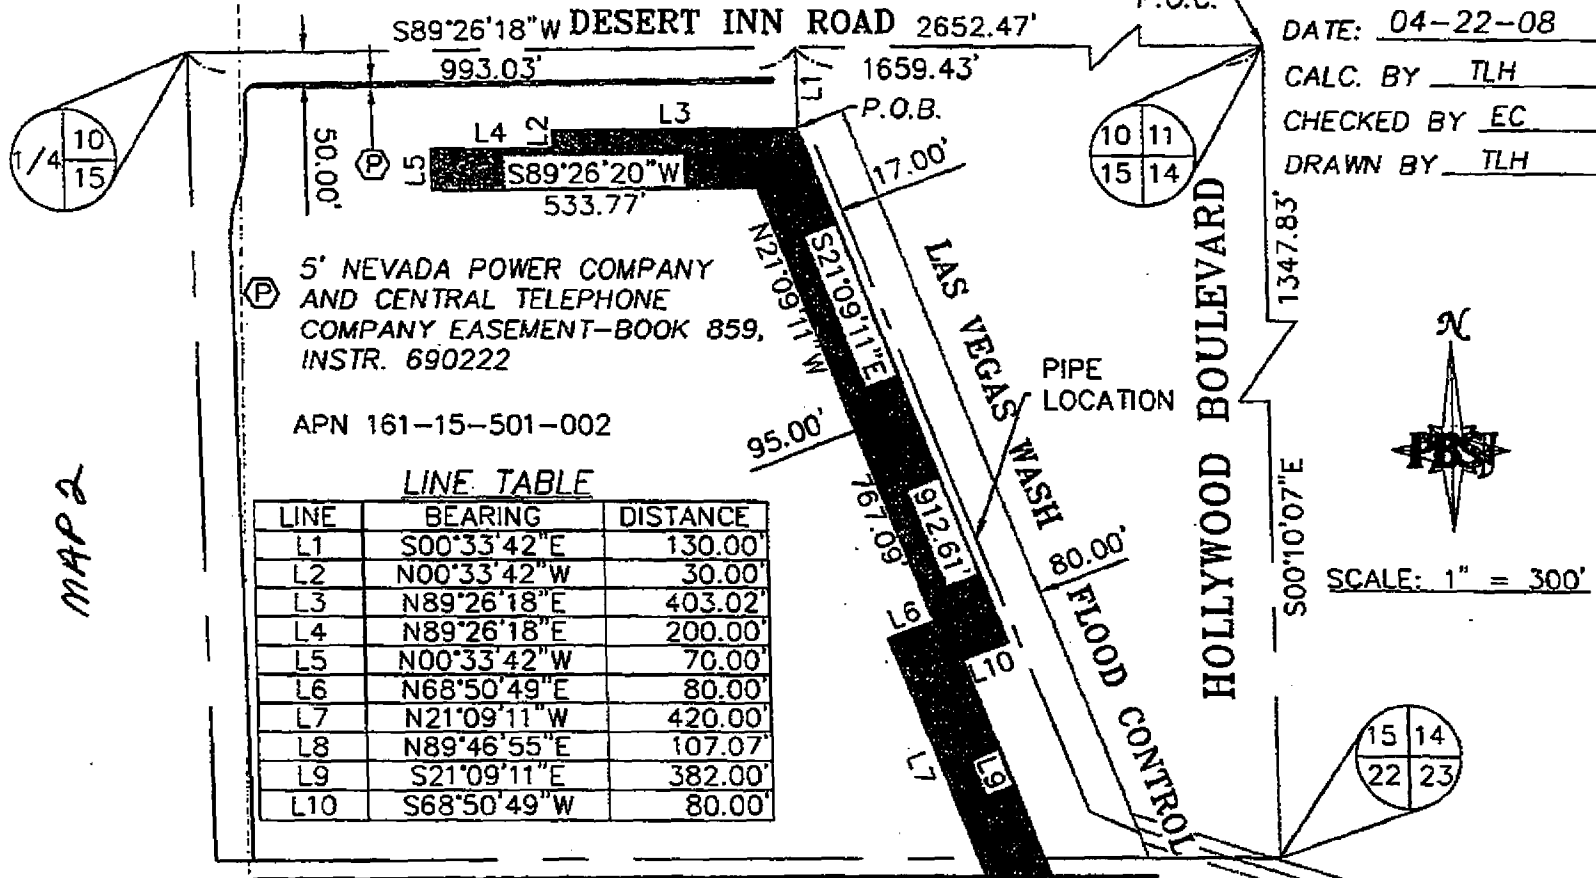 P.O.C.
S89°26'18"W DESERT INN ROAD 2652.47'
993.03'
1659.43'
DATE: 04-22-08
CALC. BY TLH
CHECKED BY EC
DRAWN BY TLH
L1
P.O.B.
L3
L4
L2
L5
1/4 10
15
50.00'
P
S89°26'20"W
533.77'
17.00'
10 11
15 14
P 5' NEVADA POWER COMPANY
AND CENTRAL TELEPHONE
COMPANY EASEMENT-BOOK 859,
INSTR. 690222
APN 161-15-501-002
N21°09'11"W
S21°09'11"E
LAS VEGAS WASH FLOOD CONTROL
HOLLYWOOD BOULEVARD
1347.83'
S00°10'07"E
N
PBSJ
SCALE: 1" = 300'
PIPE
LOCATION
95.00'
767.09'
912.61'
80.00'
MAP 2
LINE TABLE
LINE BEARING DISTANCE
L1 S00°33'42"E 130.00'
L2 N00°33'42"W 30.00'
L3 N89°26'18"E 403.02'
L4 N89°26'18"E 200.00'
L5 N00°33'42"W 70.00'
L6 N68°50'49"E 80.00'
L7 N21°09'11"W 420.00'
L8 N89°46'55"E 107.07'
L9 S21°09'11"E 382.00'
L10 S68°50'49"W 80.00'
L6
L10
L7
L9
15 14
22 23